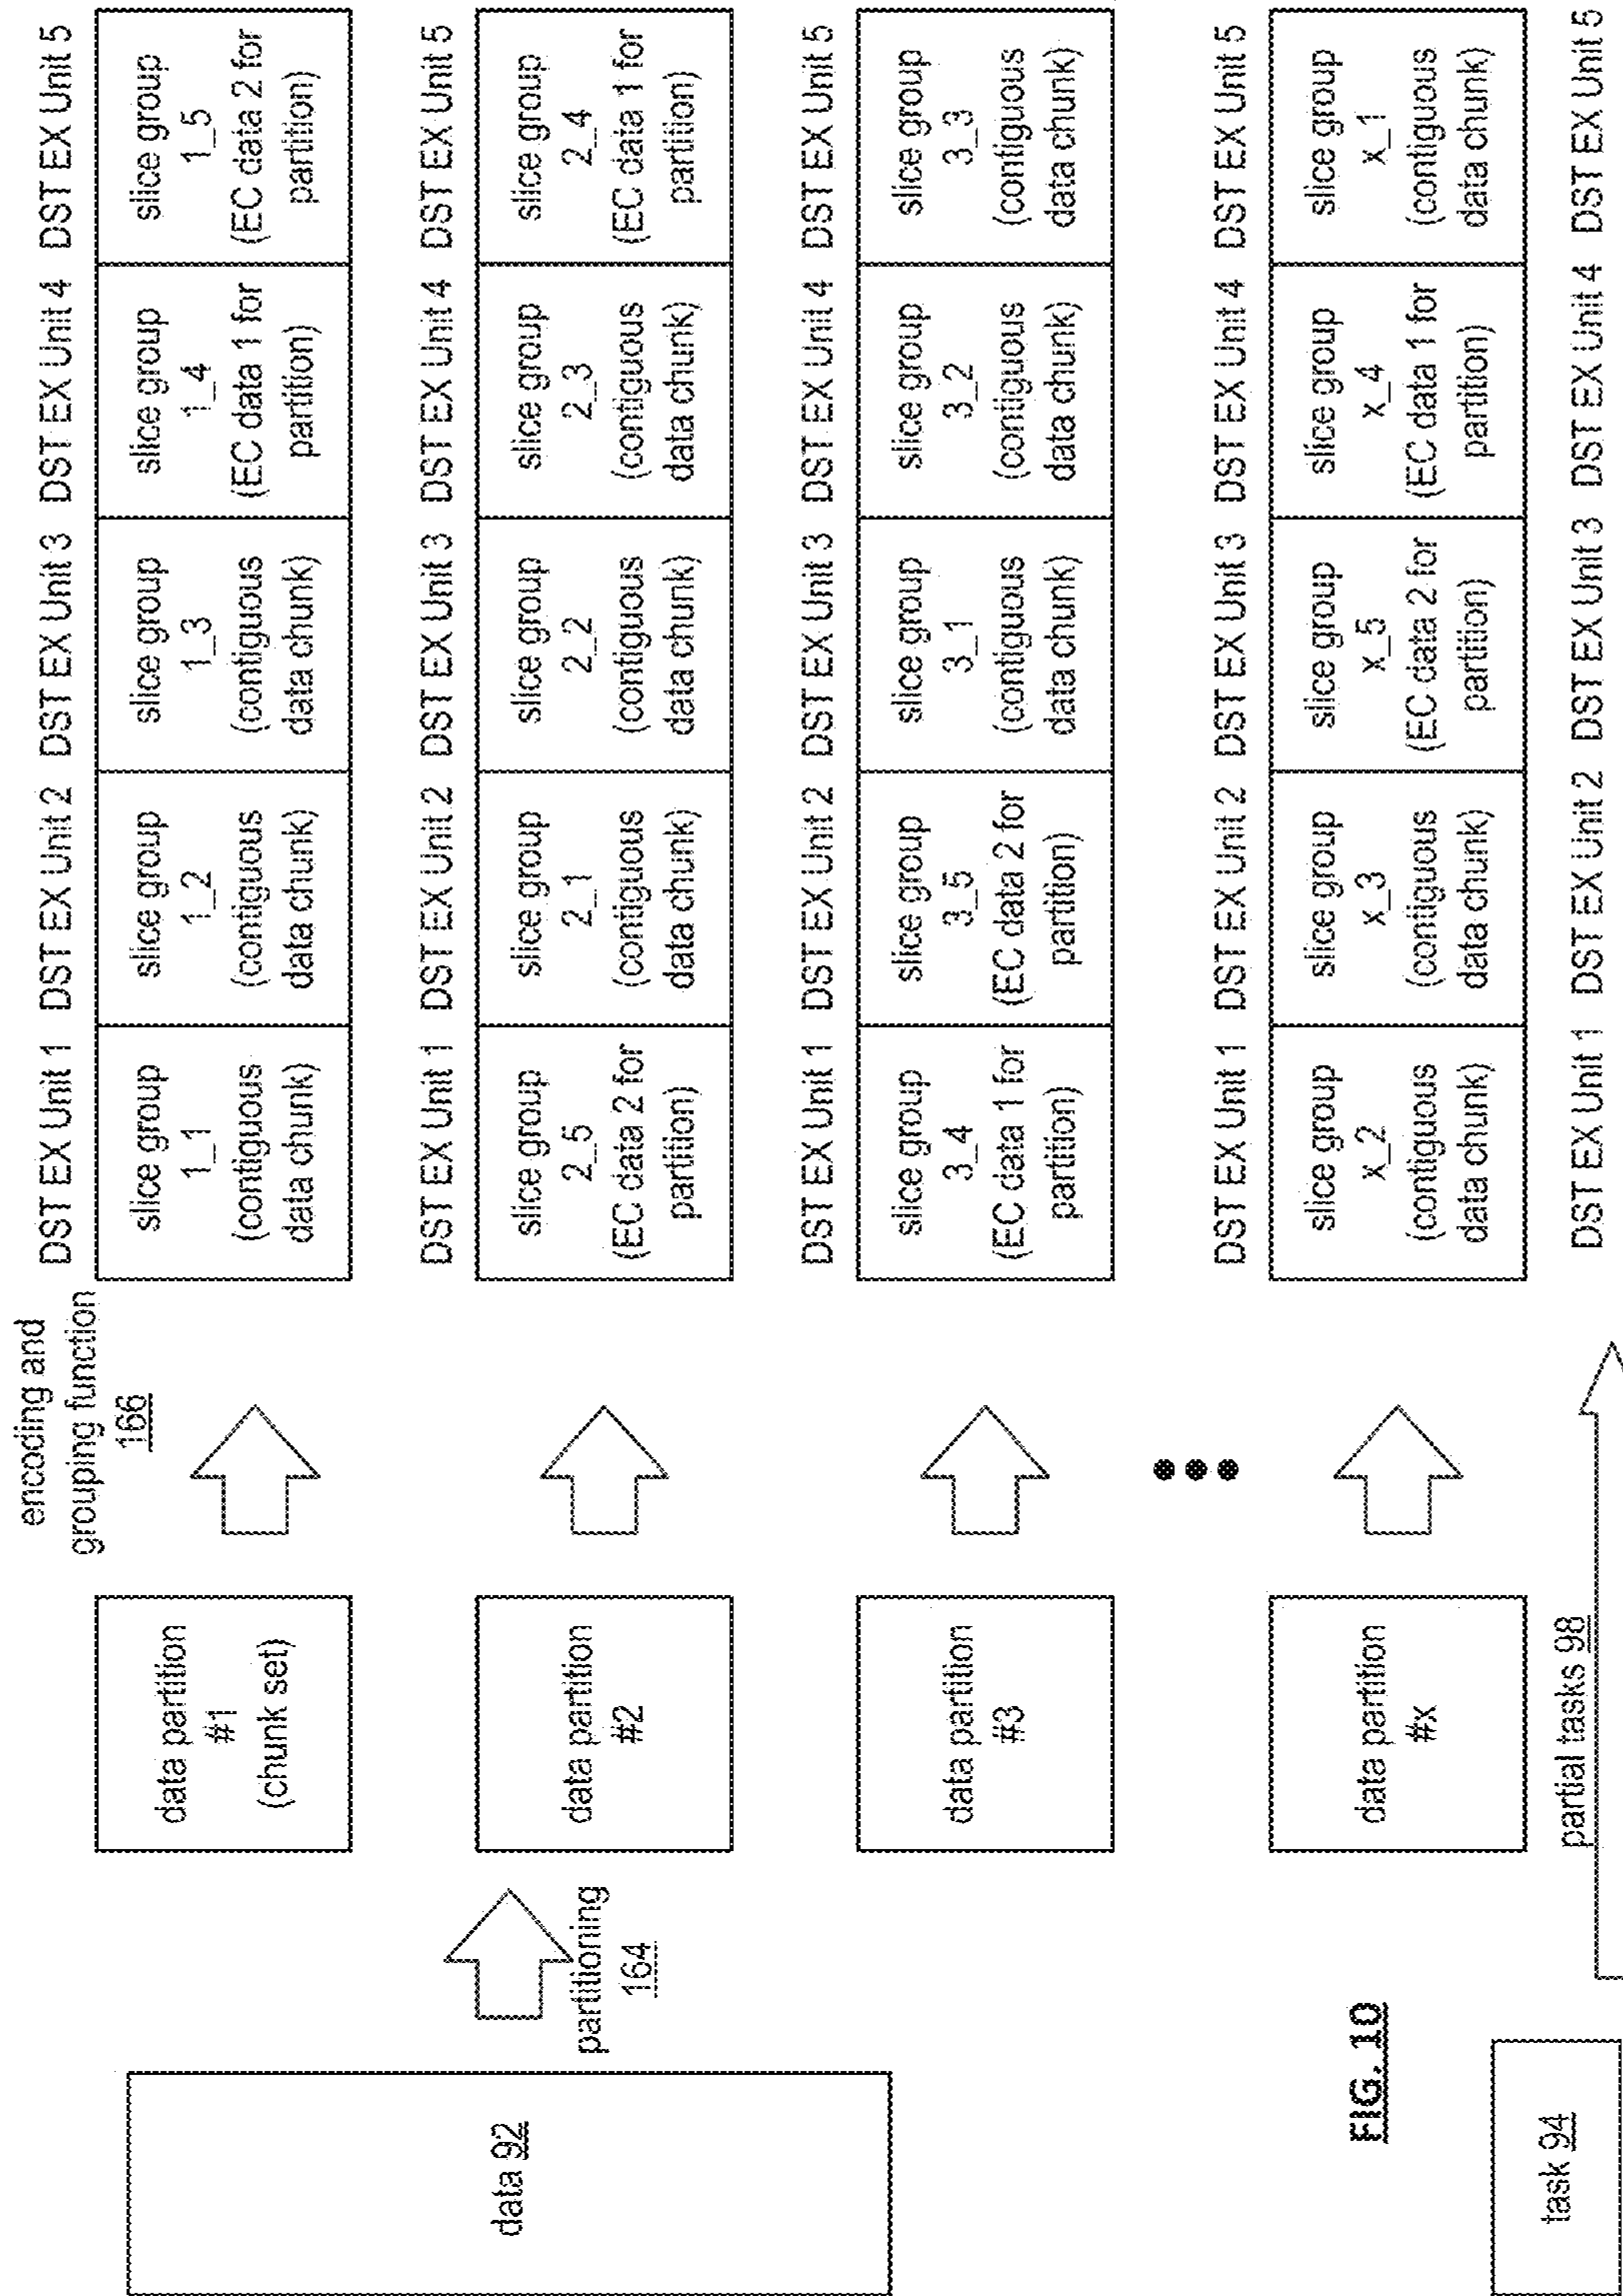 encoding and
grouping function
166
data 92
partitioning
164
data partition
#1
(chunk set)
DST EX Unit 1 DST EX Unit 2 DST EX Unit 3 DST EX Unit 4 DST EX Unit 5
slice group
1_1
(contiguous
data chunk)
slice group
1_2
(contiguous
data chunk)
slice group
1_3
(contiguous
data chunk)
slice group
1_4
(EC data 1 for
partition)
slice group
1_5
(EC data 2 for
partition)
data partition
#2
DST EX Unit 1 DST EX Unit 2 DST EX Unit 3 DST EX Unit 4 DST EX Unit 5
slice group
2_5
(EC data 2 for
partition)
slice group
2_1
(contiguous
data chunk)
slice group
2_2
(contiguous
data chunk)
slice group
2_3
(contiguous
data chunk)
slice group
2_4
(EC data 1 for
partition)
data partition
#3
DST EX Unit 1 DST EX Unit 2 DST EX Unit 3 DST EX Unit 4 DST EX Unit 5
slice group
3_4
(EC data 1 for
partition)
slice group
3_5
(EC data 2 for
partition)
slice group
3_1
(contiguous
data chunk)
slice group
3_2
(contiguous
data chunk)
slice group
3_3
(contiguous
data chunk)
data partition
#x
DST EX Unit 1 DST EX Unit 2 DST EX Unit 3 DST EX Unit 4 DST EX Unit 5
slice group
x_2
(contiguous
data chunk)
slice group
x_3
(contiguous
data chunk)
slice group
x_5
(EC data 2 for
partition)
slice group
x_4
(EC data 1 for
partition)
slice group
x_1
(contiguous
data chunk)
FIG. 10
task 94
partial tasks 98
DST EX Unit 1 DST EX Unit 2 DST EX Unit 3 DST EX Unit 4 DST EX Unit 5